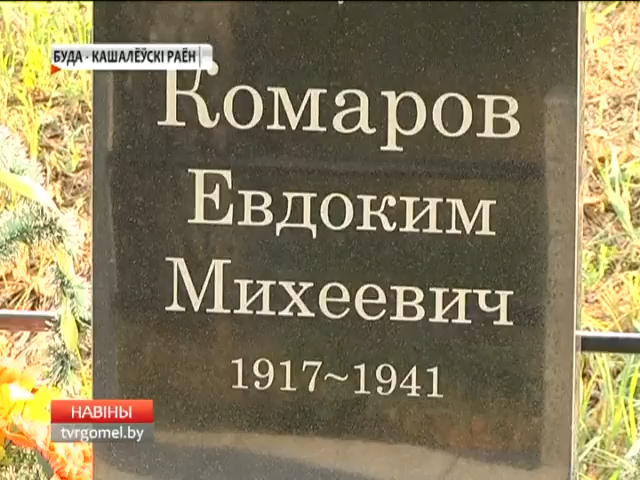 БУДА - КАШАЛЁЎСКІ РАЁН
Комаров
Евдоким
Михеевич
1917~1941
НАВІНЫ
tvrgomel.by